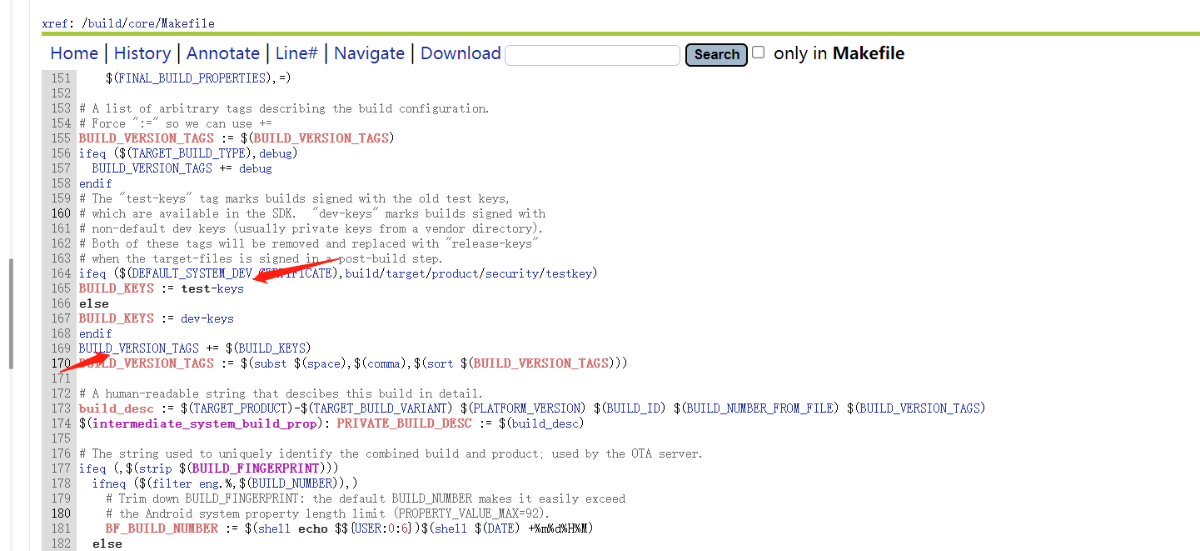 xref: /build/core/Makefile
Home | History | Annotate | Line# | Navigate | Download Search only in Makefile
151 $(FINAL_BUILD_PROPERTIES),=)
152
153 # A list of arbitrary tags describing the build configuration.
154 # Force ":=" so we can use +=
155 BUILD_VERSION_TAGS := $(BUILD_VERSION_TAGS)
156 ifeq ($(TARGET_BUILD_TYPE),debug)
157 BUILD_VERSION_TAGS += debug
158 endif
159 # The "test-keys" tag marks builds signed with the old test keys,
160 # which are available in the SDK. "dev-keys" marks builds signed with
161 # non-default dev keys (usually private keys from a vendor directory).
162 # Both of these tags will be removed and replaced with "release-keys"
163 # when the target-files is signed in a post-build step.
164 ifeq ($(DEFAULT_SYSTEM_DEV_CERTIFICATE),build/target/product/security/testkey)
165 BUILD_KEYS := test-keys
166 else
167 BUILD_KEYS := dev-keys
168 endif
169 BUILD_VERSION_TAGS += $(BUILD_KEYS)
170 BUILD_VERSION_TAGS := $(subst $(space),$(comma),$(sort $(BUILD_VERSION_TAGS)))
171
172 # A human-readable string that descibes this build in detail.
173 build_desc := $(TARGET_PRODUCT)-$(TARGET_BUILD_VARIANT) $(PLATFORM_VERSION) $(BUILD_ID) $(BUILD_NUMBER_FROM_FILE) $(BUILD_VERSION_TAGS)
174 $(intermediate_system_build_prop): PRIVATE_BUILD_DESC := $(build_desc)
175
176 # The string used to uniquely identify the combined build and product; used by the OTA server.
177 ifeq (,$(strip $(BUILD_FINGERPRINT)))
178 ifneq ($(filter eng.%,$(BUILD_NUMBER)),)
179 # Trim down BUILD_FINGERPRINT: the default BUILD_NUMBER makes it easily exceed
180 # the Android system property length limit (PROPERTY_VALUE_MAX=92).
181 BF_BUILD_NUMBER := $(shell echo $${USER:0:6})$(shell $(DATE) +%m%d%H%M)
182 else